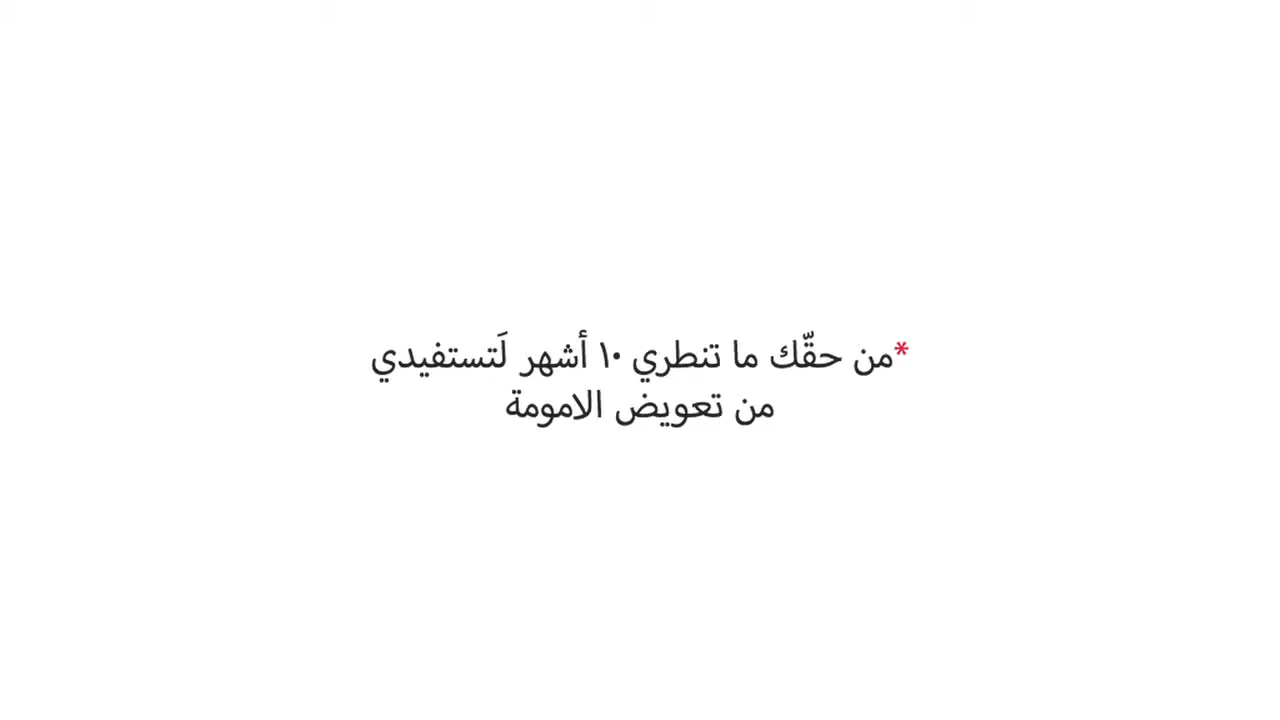 *من حقّك ما تنطري ١٠ أشهر لَتستفيدي
من تعويض الامومة